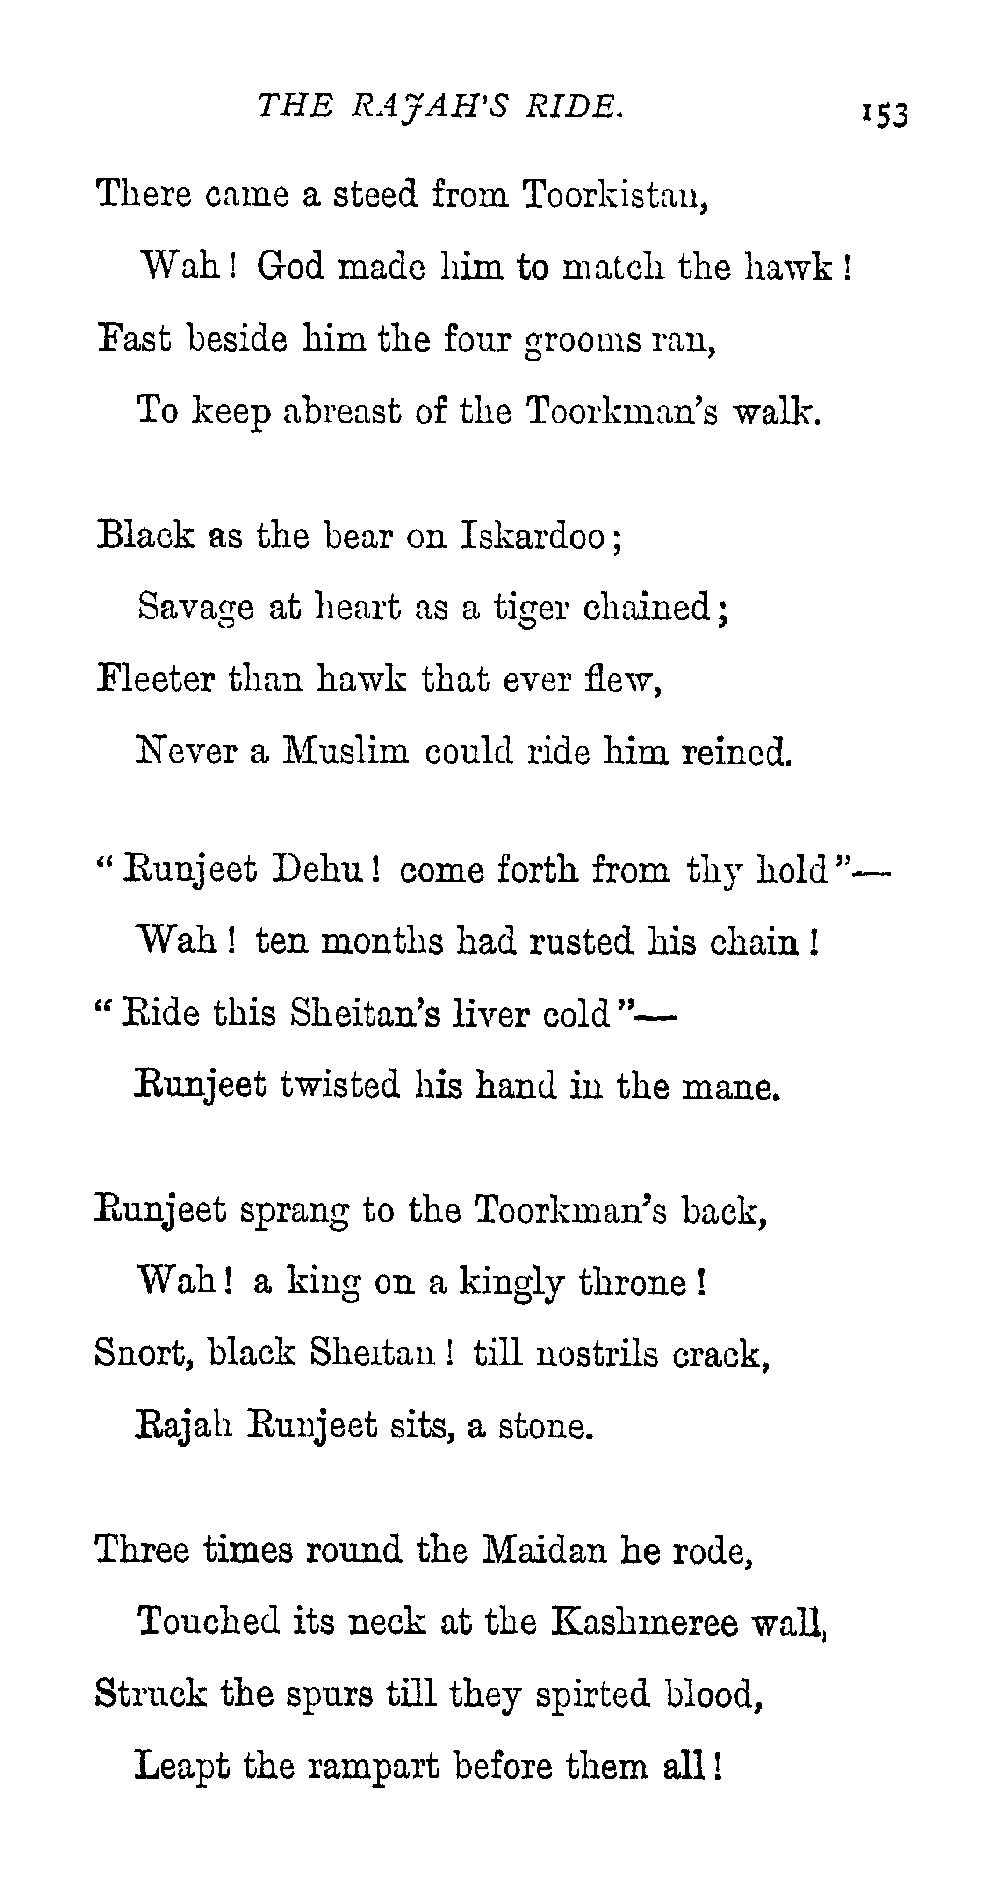 THE RAJAH'S RIDE. 153
There came a steed from Toorkistan,
Wah! God made him to match the hawk!
Fast beside him the four grooms ran,
To keep abreast of the Toorkman's walk.
Black as the bear on Iskardoo;
Savage at heart as a tiger chained;
Fleeter than hawk that ever flew,
Never a Muslim could ride him reined.
"Runjeet Dehu! come forth from thy hold"—
Wah! ten months had rusted his chain!
"Ride this Sheitan's liver cold"—
Runjeet twisted his hand in the mane.
Runjeet sprang to the Toorkman's back,
Wah! a king on a kingly throne!
Snort, black Sheitan! till nostrils crack,
Rajah Runjeet sits, a stone.
Three times round the Maidan he rode,
Touched its neck at the Kashmeree wall,
Struck the spurs till they spirted blood,
Leapt the rampart before them all!